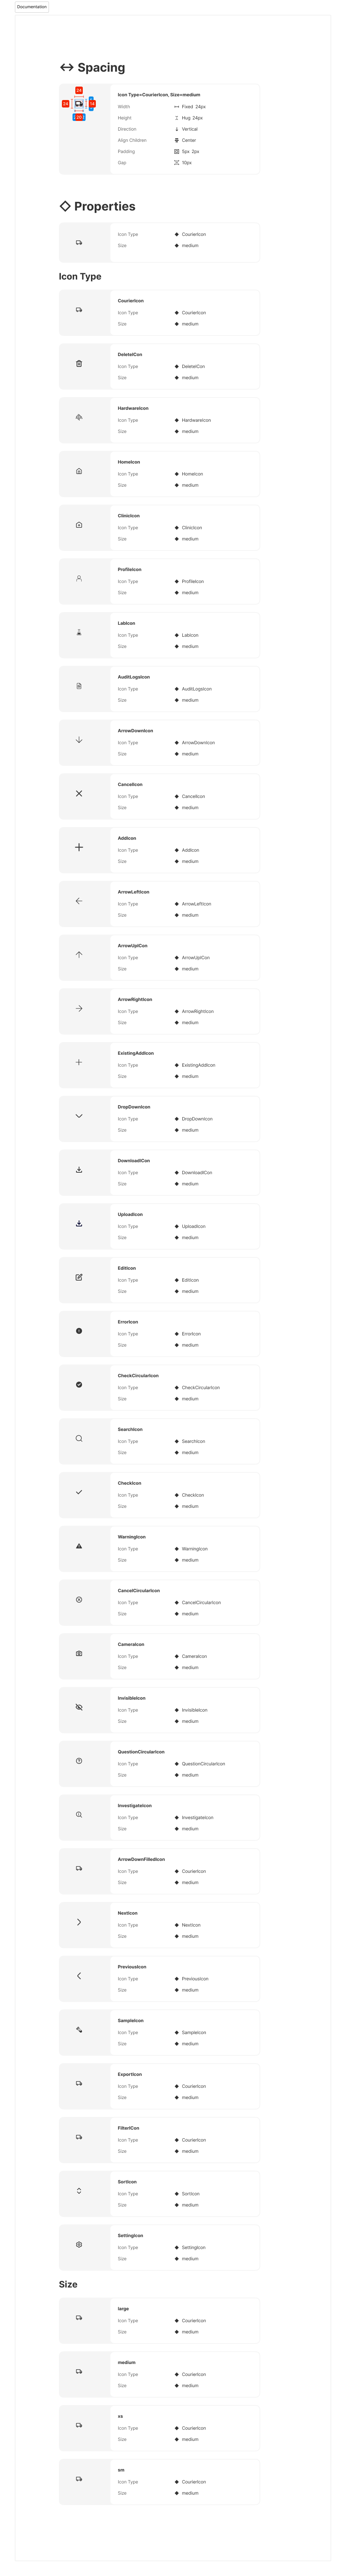 Documentation
Spacing
24
24
16
20
Icon Type=CourierIcon, Size=medium
Width Fixed 24px
Height Hug 24px
Direction Vertical
Align Children Center
Padding 5px 2px
Gap 10px
Properties
Icon Type CourierIcon
Size medium
Icon Type
CourierIcon
Icon Type CourierIcon
Size medium
DeleteICon
Icon Type DeleteICon
Size medium
HardwareIcon
Icon Type HardwareIcon
Size medium
HomeIcon
Icon Type HomeIcon
Size medium
ClinicIcon
Icon Type ClinicIcon
Size medium
ProfileIcon
Icon Type ProfileIcon
Size medium
LabIcon
Icon Type LabIcon
Size medium
AuditLogsIcon
Icon Type AuditLogsIcon
Size medium
ArrowDownIcon
Icon Type ArrowDownIcon
Size medium
CancelIcon
Icon Type CancelIcon
Size medium
AddIcon
Icon Type AddIcon
Size medium
ArrowLeftIcon
Icon Type ArrowLeftIcon
Size medium
ArrowUpICon
Icon Type ArrowUpICon
Size medium
ArrowRightIcon
Icon Type ArrowRightIcon
Size medium
ExistingAddIcon
Icon Type ExistingAddIcon
Size medium
DropDownIcon
Icon Type DropDownIcon
Size medium
DownloadICon
Icon Type DownloadICon
Size medium
UploadIcon
Icon Type UploadIcon
Size medium
EditIcon
Icon Type EditIcon
Size medium
ErrorIcon
Icon Type ErrorIcon
Size medium
CheckCircularIcon
Icon Type CheckCircularIcon
Size medium
SearchIcon
Icon Type SearchIcon
Size medium
CheckIcon
Icon Type CheckIcon
Size medium
WarningIcon
Icon Type WarningIcon
Size medium
CancelCircularIcon
Icon Type CancelCircularIcon
Size medium
CameraIcon
Icon Type CameraIcon
Size medium
InvisibleIcon
Icon Type InvisibleIcon
Size medium
QuestionCircularIcon
Icon Type QuestionCircularIcon
Size medium
InvestigateIcon
Icon Type InvestigateIcon
Size medium
ArrowDownFilledIcon
Icon Type CourierIcon
Size medium
NextIcon
Icon Type NextIcon
Size medium
PreviousIcon
Icon Type PreviousIcon
Size medium
SampleIcon
Icon Type SampleIcon
Size medium
ExportIcon
Icon Type CourierIcon
Size medium
FilterICon
Icon Type CourierIcon
Size medium
SortIcon
Icon Type SortIcon
Size medium
SettingIcon
Icon Type SettingIcon
Size medium
Size
large
Icon Type CourierIcon
Size medium
medium
Icon Type CourierIcon
Size medium
xs
Icon Type CourierIcon
Size medium
sm
Icon Type CourierIcon
Size medium